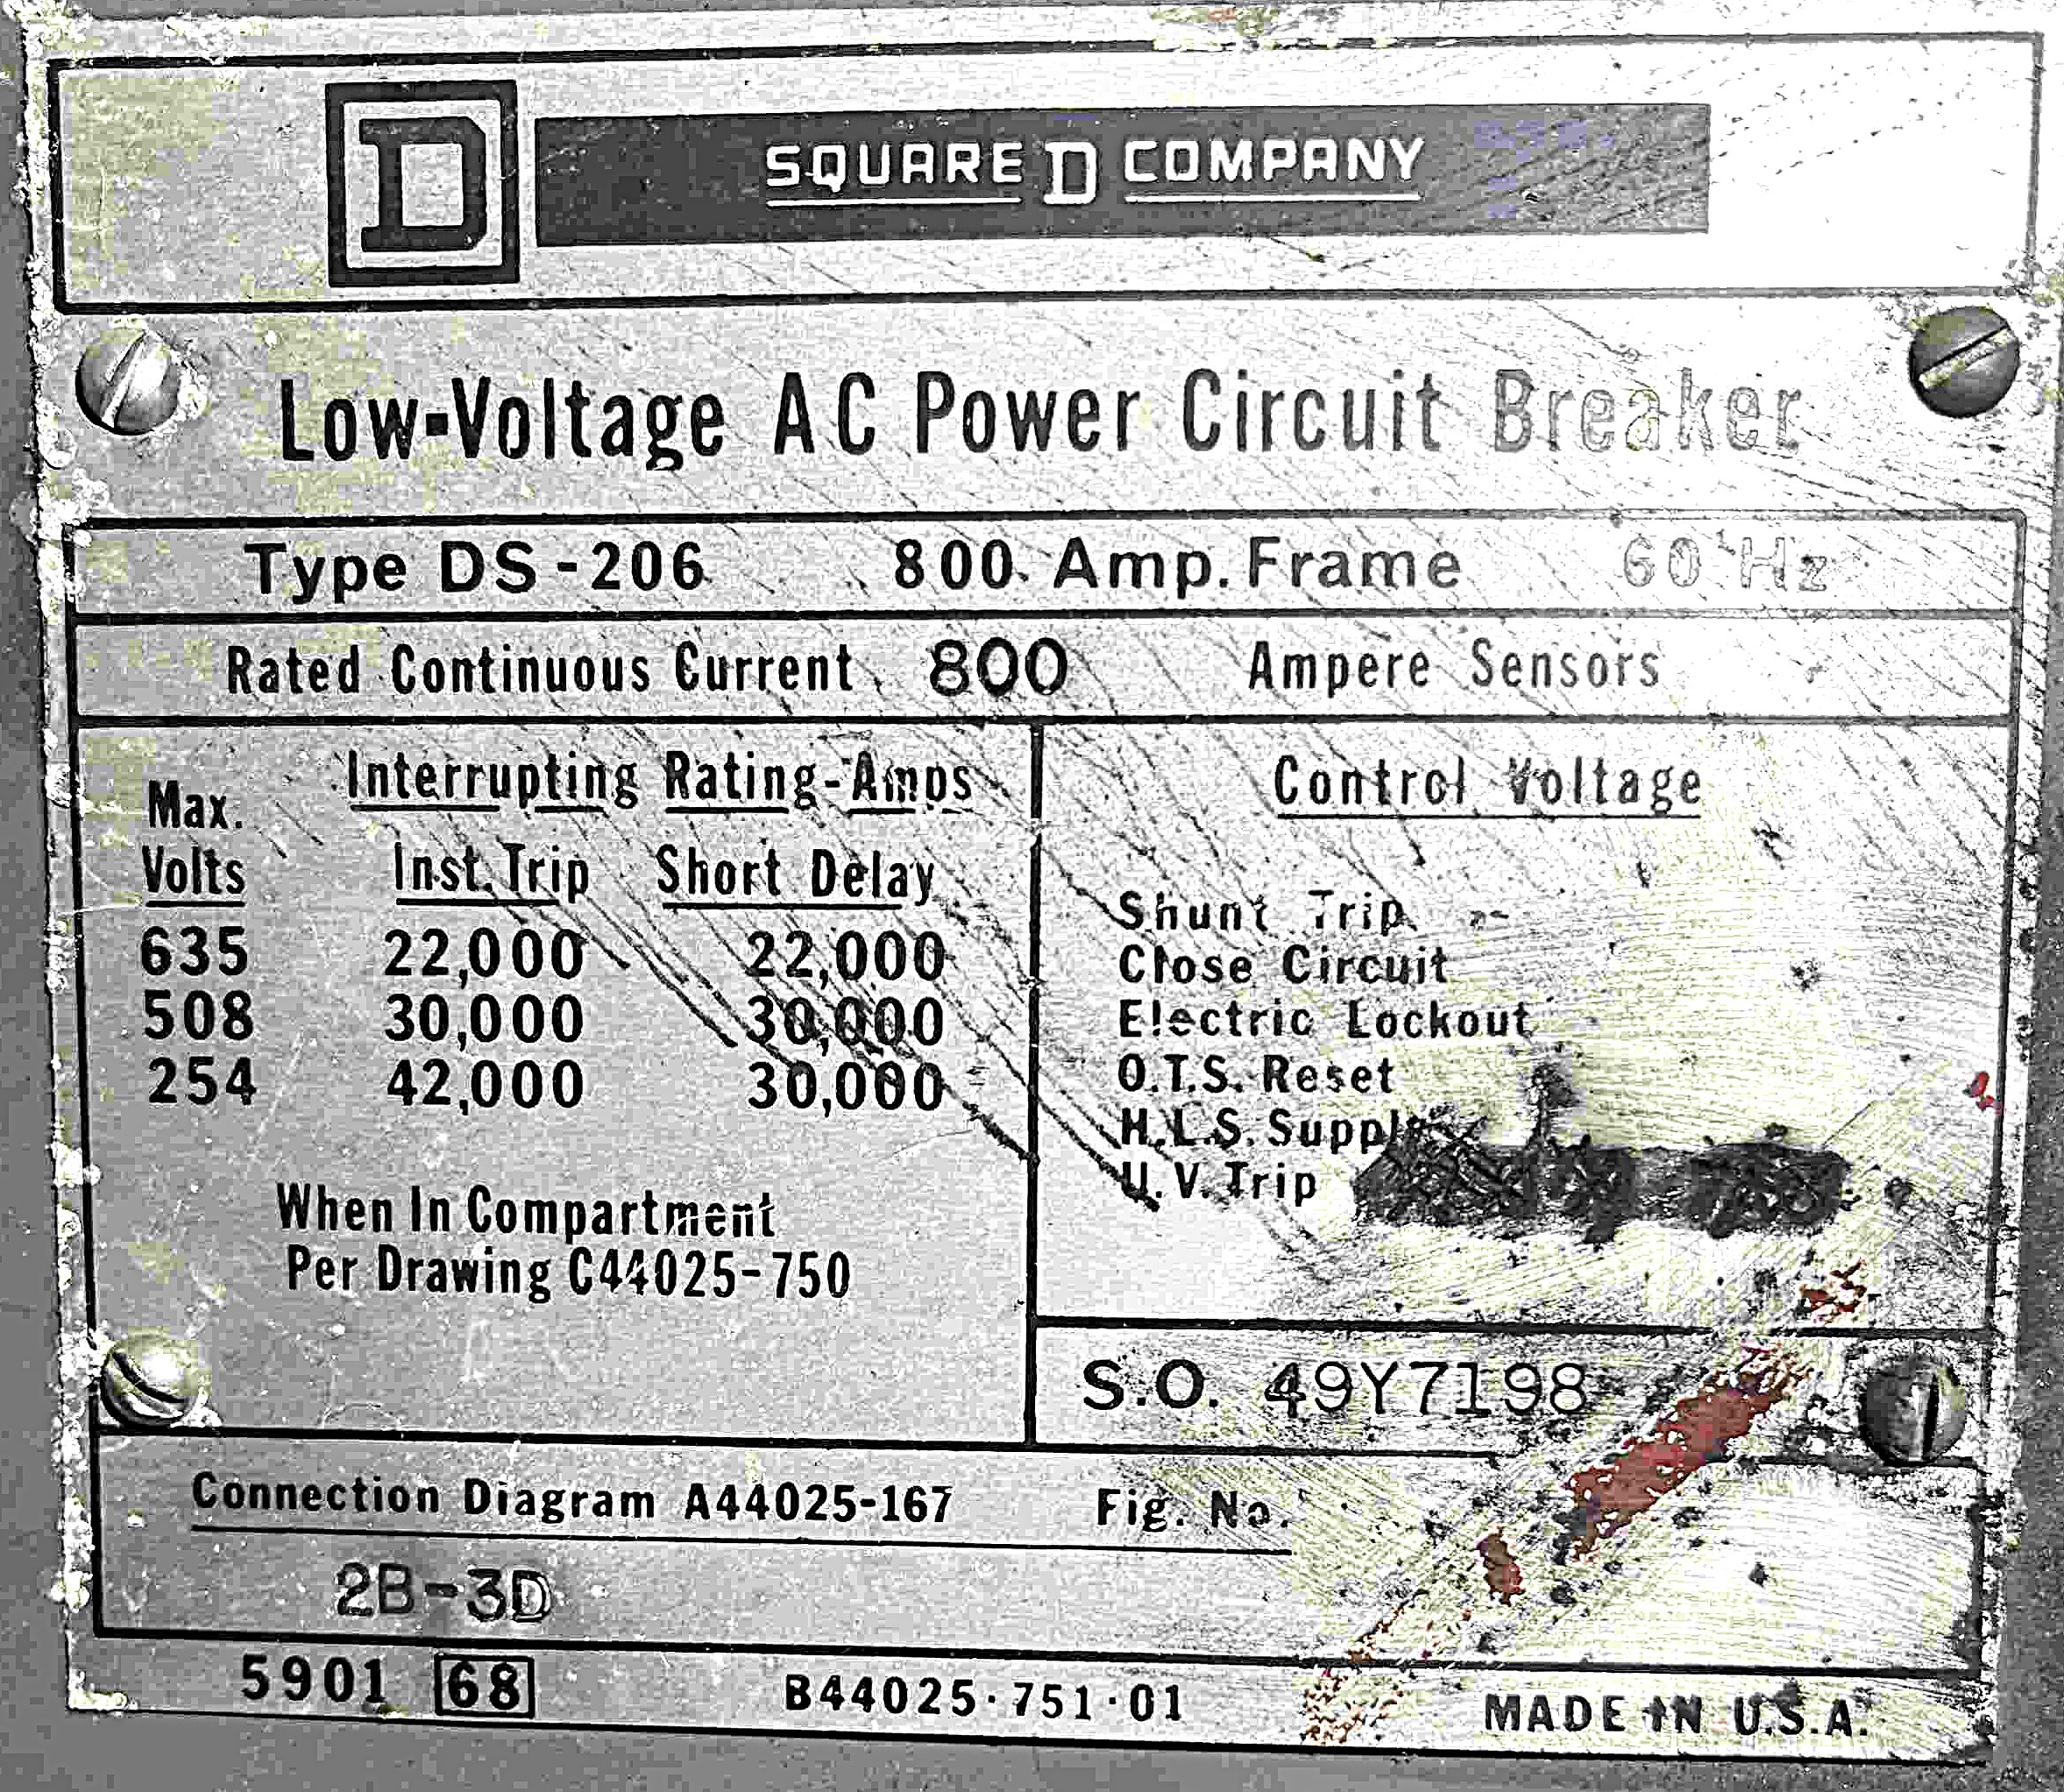 D SQUARE D COMPANY
Low-Voltage AC Power Circuit Breaker
Type DS-206 800 Amp. Frame 60 Hz
Rated Continuous Current 800 Ampere Sensors
Interrupting Rating-Amps
Max.
Volts Inst. Trip Short Delay
635 22,000 22,000
508 30,000 30,000
254 42,000 30,000
When In Compartment
Per Drawing C44025-750
Control Voltage
Shunt Trip
Close Circuit
Electric Lockout
O.T.S. Reset
H.L.S. Supply
U.V. Trip
S.O. 49Y7198
Connection Diagram A44025-167 Fig. No.
2B-3D
5901 68 B44025·751·01 MADE IN U.S.A.